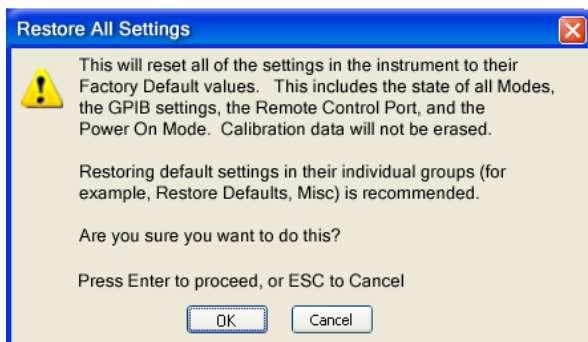 Restore All Settings
This will reset all of the settings in the instrument to their
Factory Default values. This includes the state of all Modes,
the GPIB settings, the Remote Control Port, and the
Power On Mode. Calibration data will not be erased.
Restoring default settings in their individual groups (for
example, Restore Defaults, Misc) is recommended.
Are you sure you want to do this?
Press Enter to proceed, or ESC to Cancel
OK
Cancel